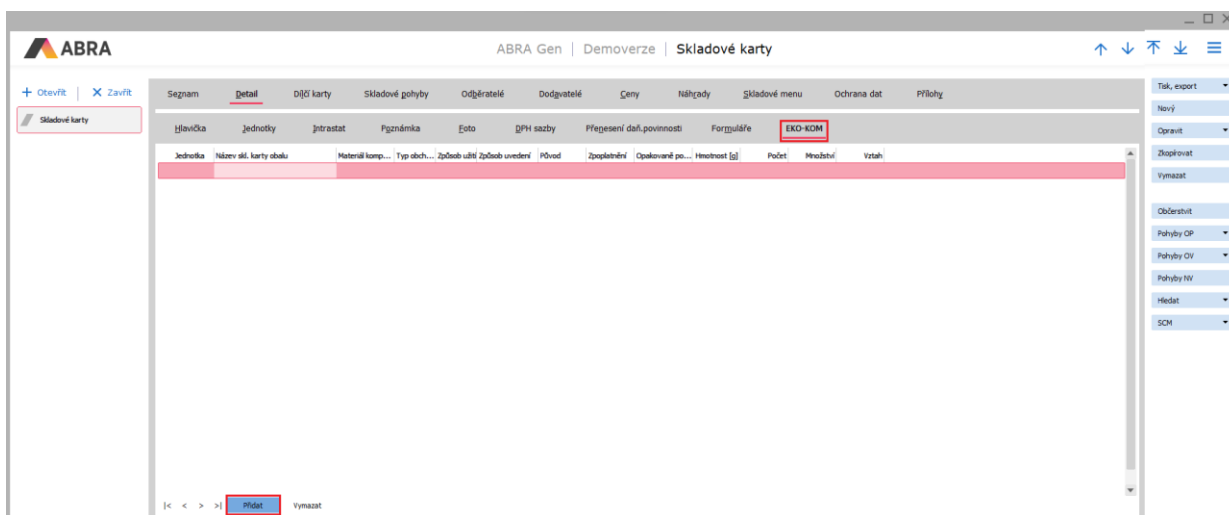 ABRA
ABRA Gen | Demoverze | Skladové karty
+ Otevřít | X Zavřít
Skladové karty
Seznam Detail Dílčí karty Skladové pohyby Odběratelé Dodavatelé Ceny Náhrady Skladové menu Ochrana dat Přílohy
Hlavička Jednotky Intrastat Poznámka Foto DPH sazby Přenesení daň.povinnosti Formuláře EKO-KOM
Jednotka Název skl. karty obalu Materiál komp... Typ obch... Způsob užití Způsob uvedení Původ Zpoplatnění Opakovaně po... Hmotnost [g] Počet Množství Vztah
|< < > >| Přidat Vymazat
Tisk, export
Nový
Opravit
Zkopírovat
Vymazat
Občerstvit
Pohyby OP
Pohyby OV
Pohyby NV
Hledat
SCM